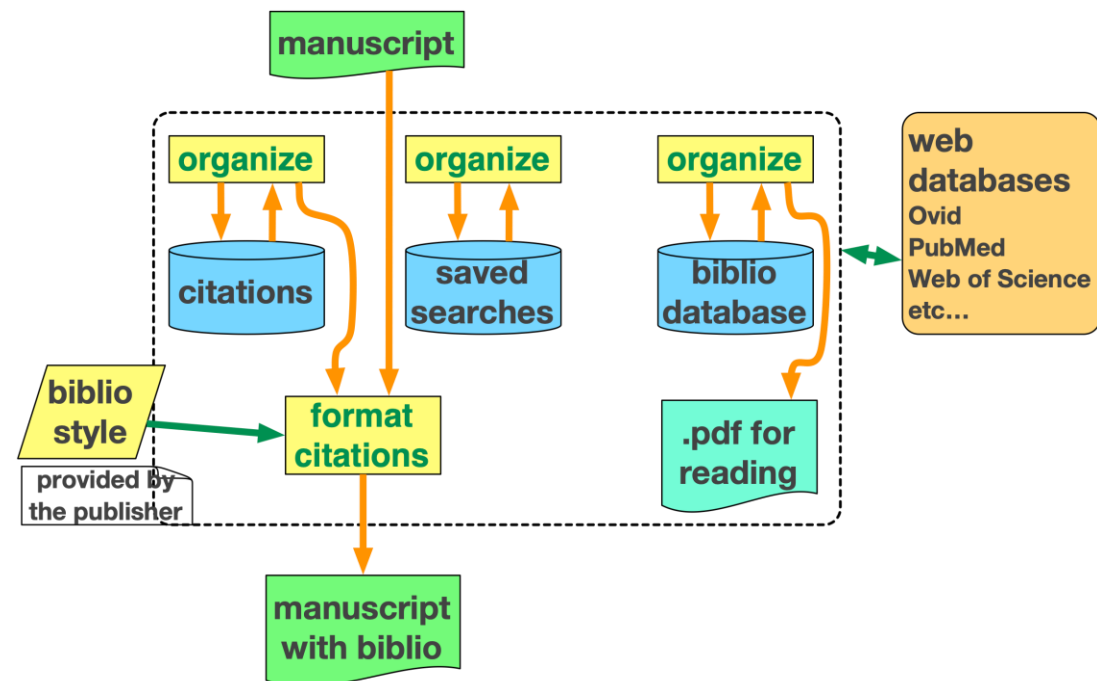 manuscript
organize
organize
organize
citations
saved
searches
biblio
database
web
databases
Ovid
PubMed
Web of Science
etc…
biblio
style
provided by
the publisher
format
citations
.pdf for
reading
manuscript
with biblio